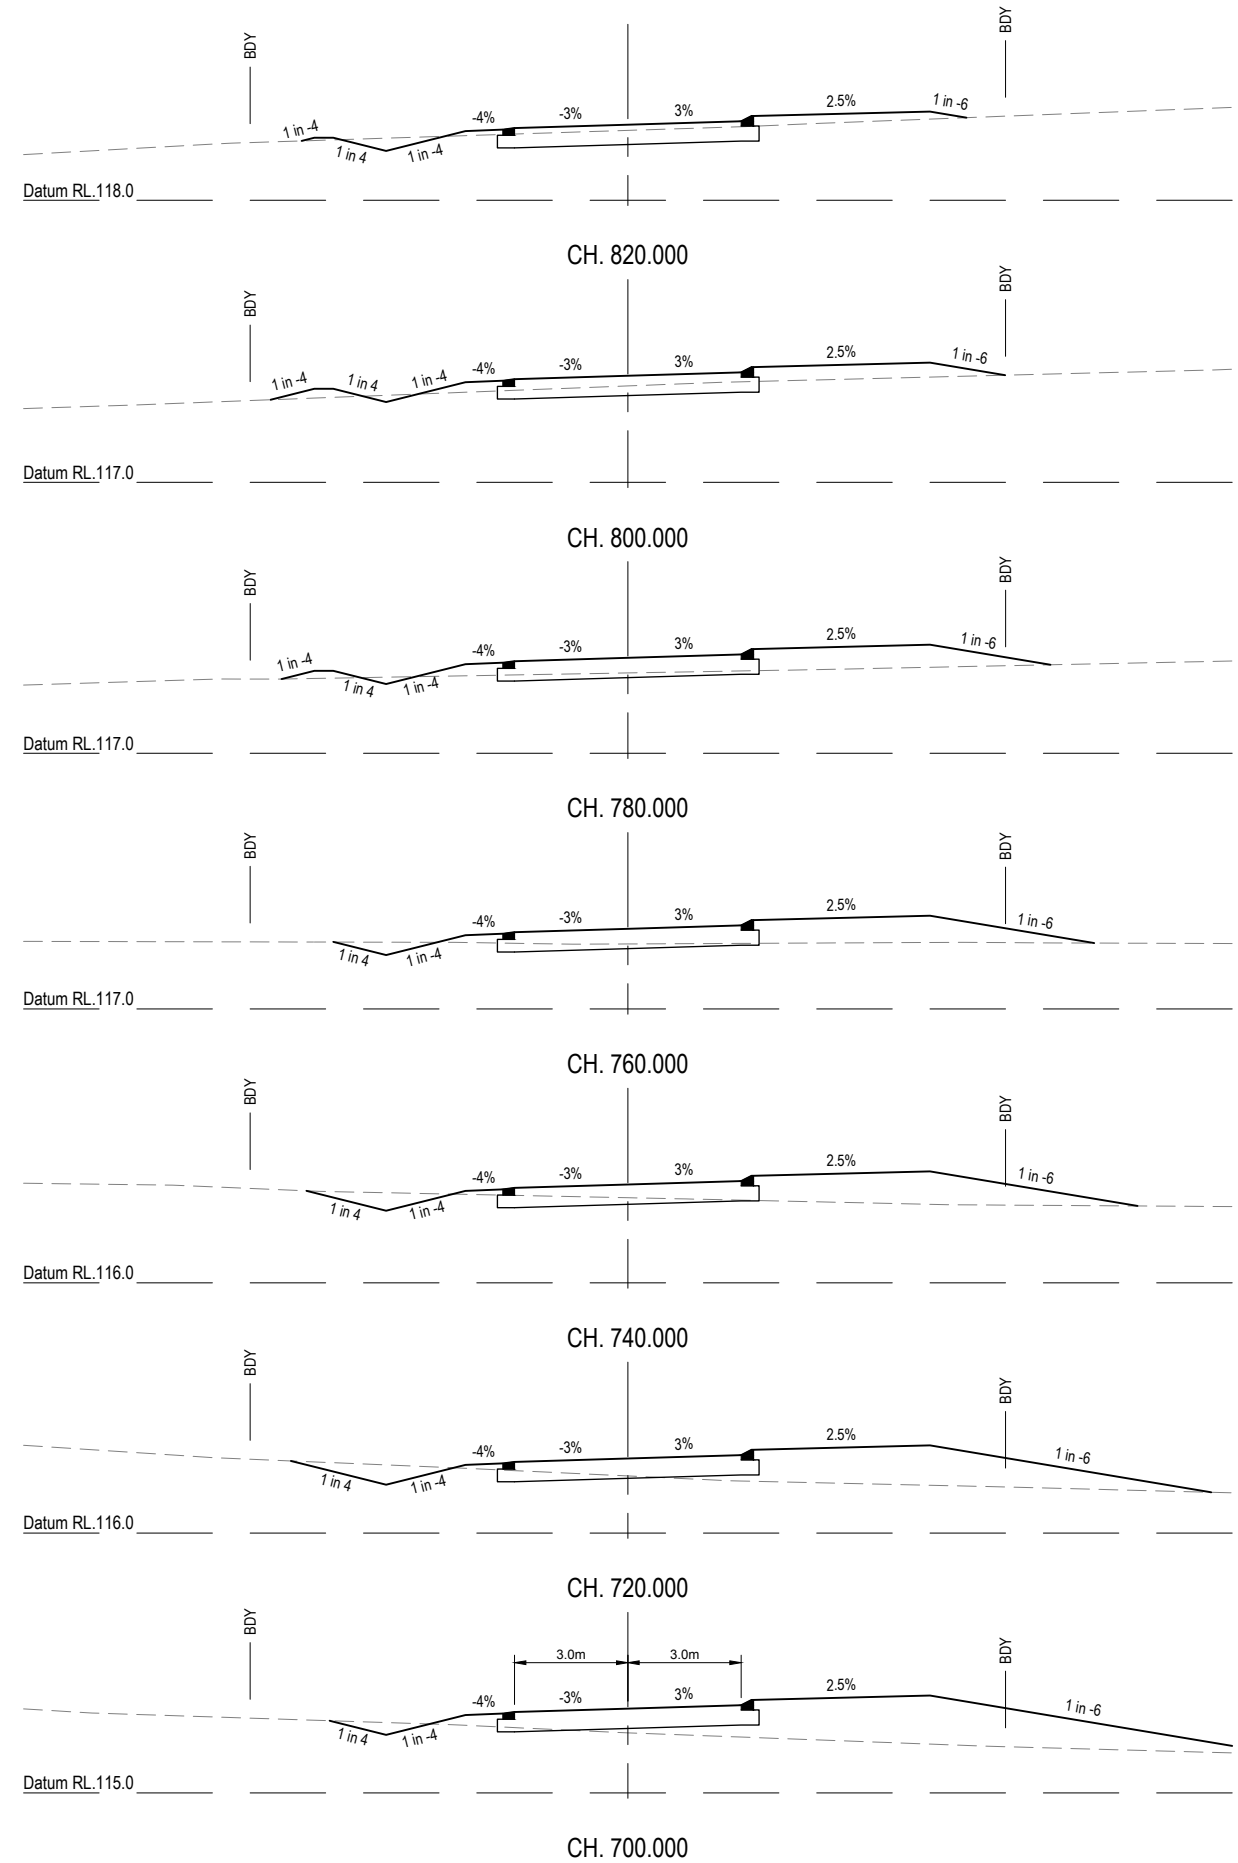 BDY
BDY
1 in -4
1 in 4
1 in -4
-4%
-3%
3%
2.5%
1 in -6
Datum RL.118.0
CH. 820.000
BDY
BDY
1 in -4
1 in 4
1 in -4
-4%
-3%
3%
2.5%
1 in -6
Datum RL.117.0
CH. 800.000
BDY
BDY
1 in -4
1 in 4
1 in -4
-4%
-3%
3%
2.5%
1 in -6
Datum RL.117.0
CH. 780.000
BDY
BDY
1 in 4
1 in -4
-4%
-3%
3%
2.5%
1 in -6
Datum RL.117.0
CH. 760.000
BDY
BDY
1 in 4
1 in -4
-4%
-3%
3%
2.5%
1 in -6
Datum RL.116.0
CH. 740.000
BDY
BDY
1 in 4
1 in -4
-4%
-3%
3%
2.5%
1 in -6
Datum RL.116.0
CH. 720.000
BDY
BDY
3.0m
3.0m
1 in 4
1 in -4
-4%
-3%
3%
2.5%
1 in -6
Datum RL.115.0
CH. 700.000